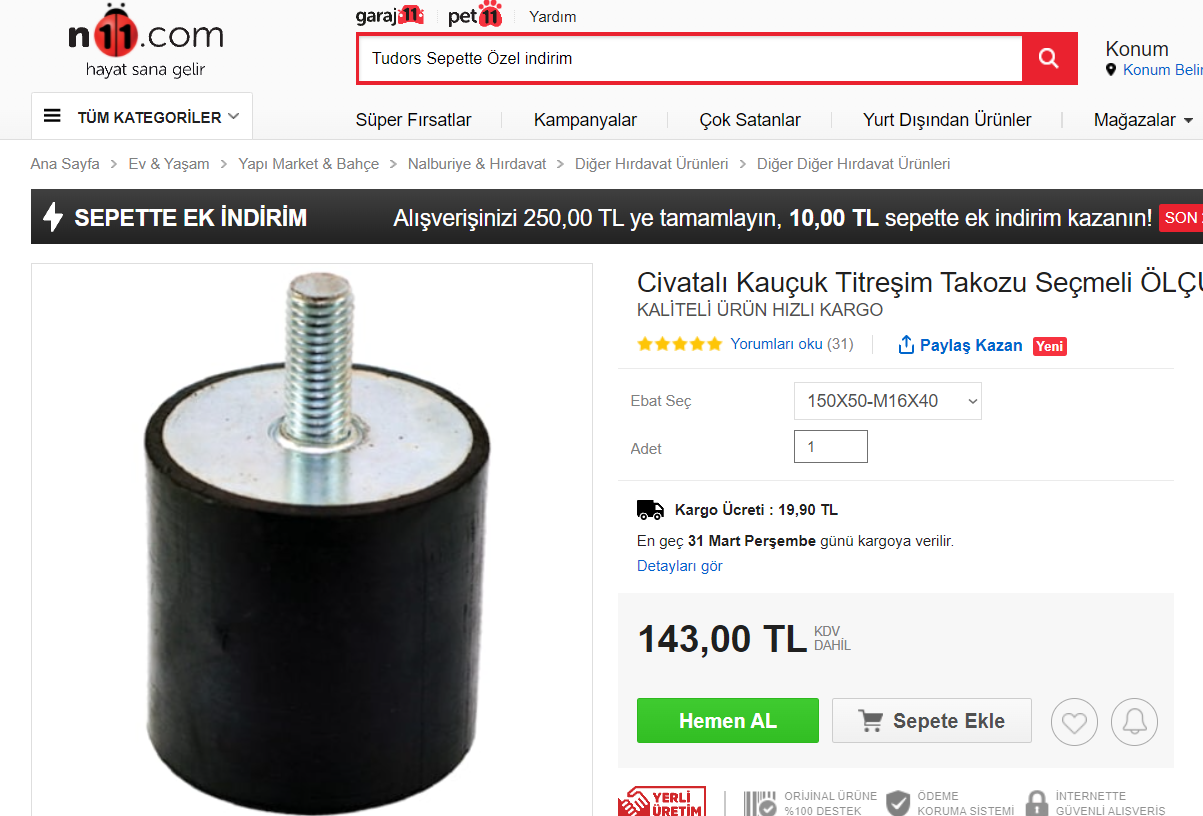 garaj11 pet11 Yardım
n11.com
hayat sana gelir
Tudors Sepette Özel indirim
Konum
Konum Belir
TÜM KATEGORİLER
Süper Fırsatlar Kampanyalar Çok Satanlar Yurt Dışından Ürünler Mağazalar
Ana Sayfa > Ev & Yaşam > Yapı Market & Bahçe > Nalburiye & Hırdavat > Diğer Hırdavat Ürünleri > Diğer Diğer Hırdavat Ürünleri
SEPETTE EK İNDİRİM Alışverişinizi 250,00 TL ye tamamlayın, 10,00 TL sepette ek indirim kazanın! SON
Civatalı Kauçuk Titreşim Takozu Seçmeli ÖLÇÜ
KALİTELİ ÜRÜN HIZLI KARGO
Yorumları oku (31) Paylaş Kazan Yeni
Ebat Seç 150X50-M16X40
Adet 1
Kargo Ücreti : 19,90 TL
En geç 31 Mart Perşembe günü kargoya verilir.
Detayları gör
143,00 TL KDV DAHİL
Hemen AL Sepete Ekle
YERLİ ÜRETİM
ORİJİNAL ÜRÜNE
%100 DESTEK
ÖDEME
KORUMA SİSTEMİ
İNTERNETTE
GÜVENLİ ALIŞVERİŞ